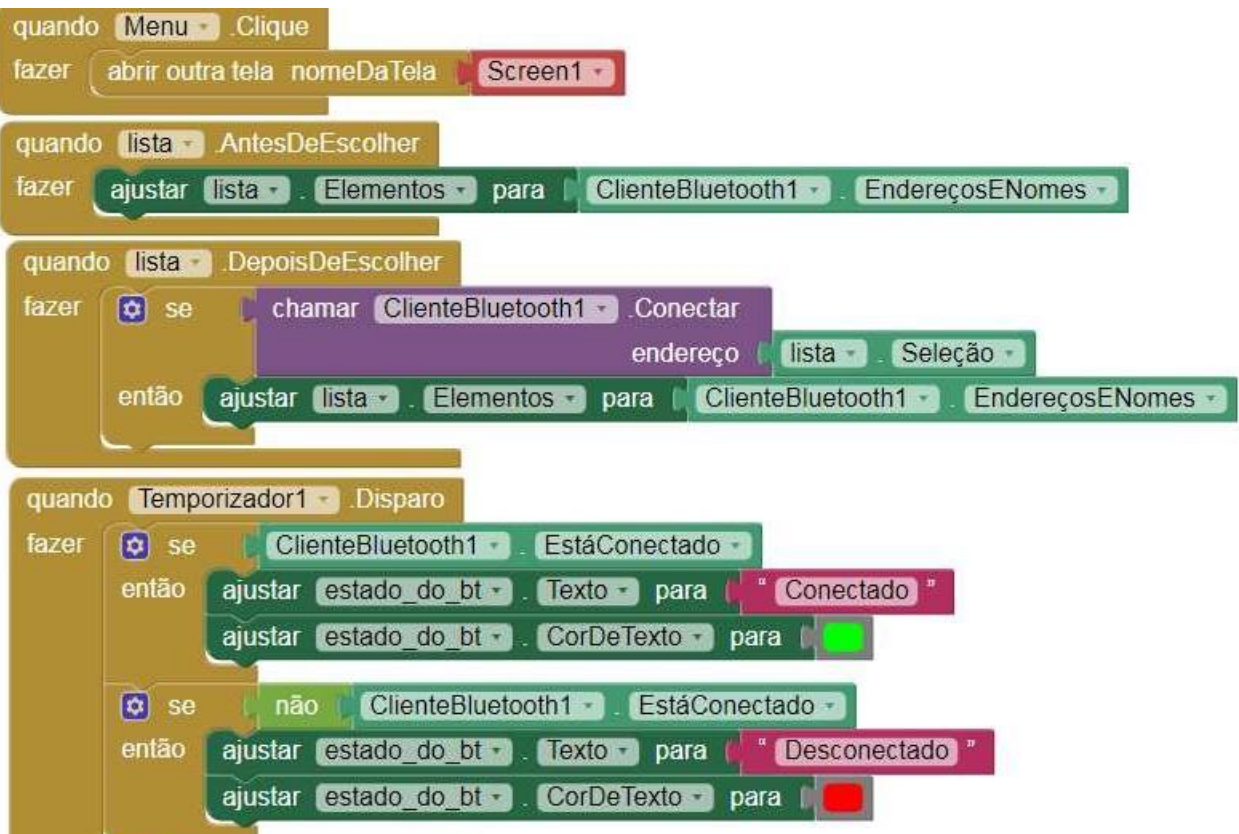 quando Menu .Clique
fazer abrir outra tela nomeDaTela Screen1
quando lista .AntesDeEscolher
fazer ajustar lista . Elementos para ClienteBluetooth1 . EndereçosENomes
quando lista .DepoisDeEscolher
fazer se chamar ClienteBluetooth1 .Conectar
endereço lista . Seleção
então ajustar lista . Elementos para ClienteBluetooth1 . EndereçosENomes
quando Temporizador1 .Disparo
fazer se ClienteBluetooth1 . EstáConectado
então ajustar estado_do_bt . Texto para " Conectado "
ajustar estado_do_bt . CorDeTexto para
se não ClienteBluetooth1 . EstáConectado
então ajustar estado_do_bt . Texto para " Desconectado "
ajustar estado_do_bt . CorDeTexto para